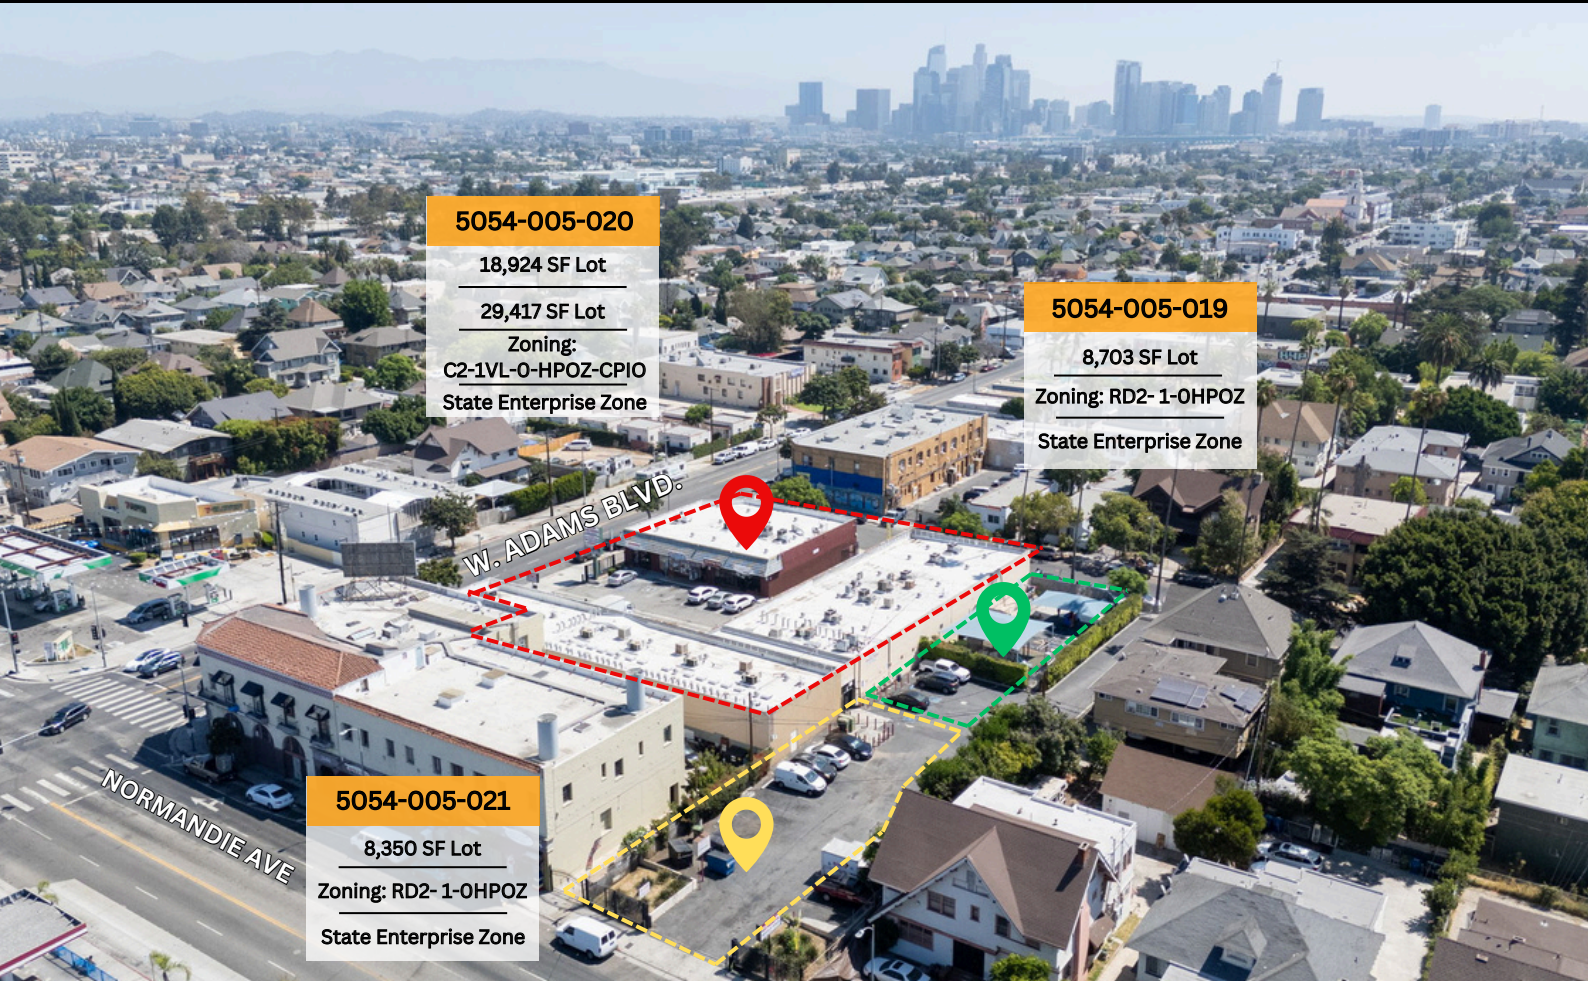 5054-005-020
18,924 SF Lot
29,417 SF Lot
Zoning:
C2-1VL-0-HPOZ-CPIO
State Enterprise Zone
5054-005-019
8,703 SF Lot
Zoning: RD2- 1-0HPOZ
State Enterprise Zone
W. ADAMS BLVD.
NORMANDIE AVE
5054-005-021
8,350 SF Lot
Zoning: RD2- 1-0HPOZ
State Enterprise Zone